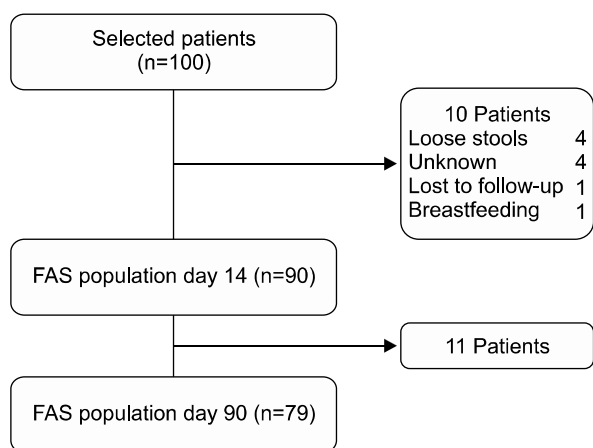 Selected patients
(n=100)
10 Patients
Loose stools 4
Unknown 4
Lost to follow-up 1
Breastfeeding 1
FAS population day 14 (n=90)
11 Patients
FAS population day 90 (n=79)